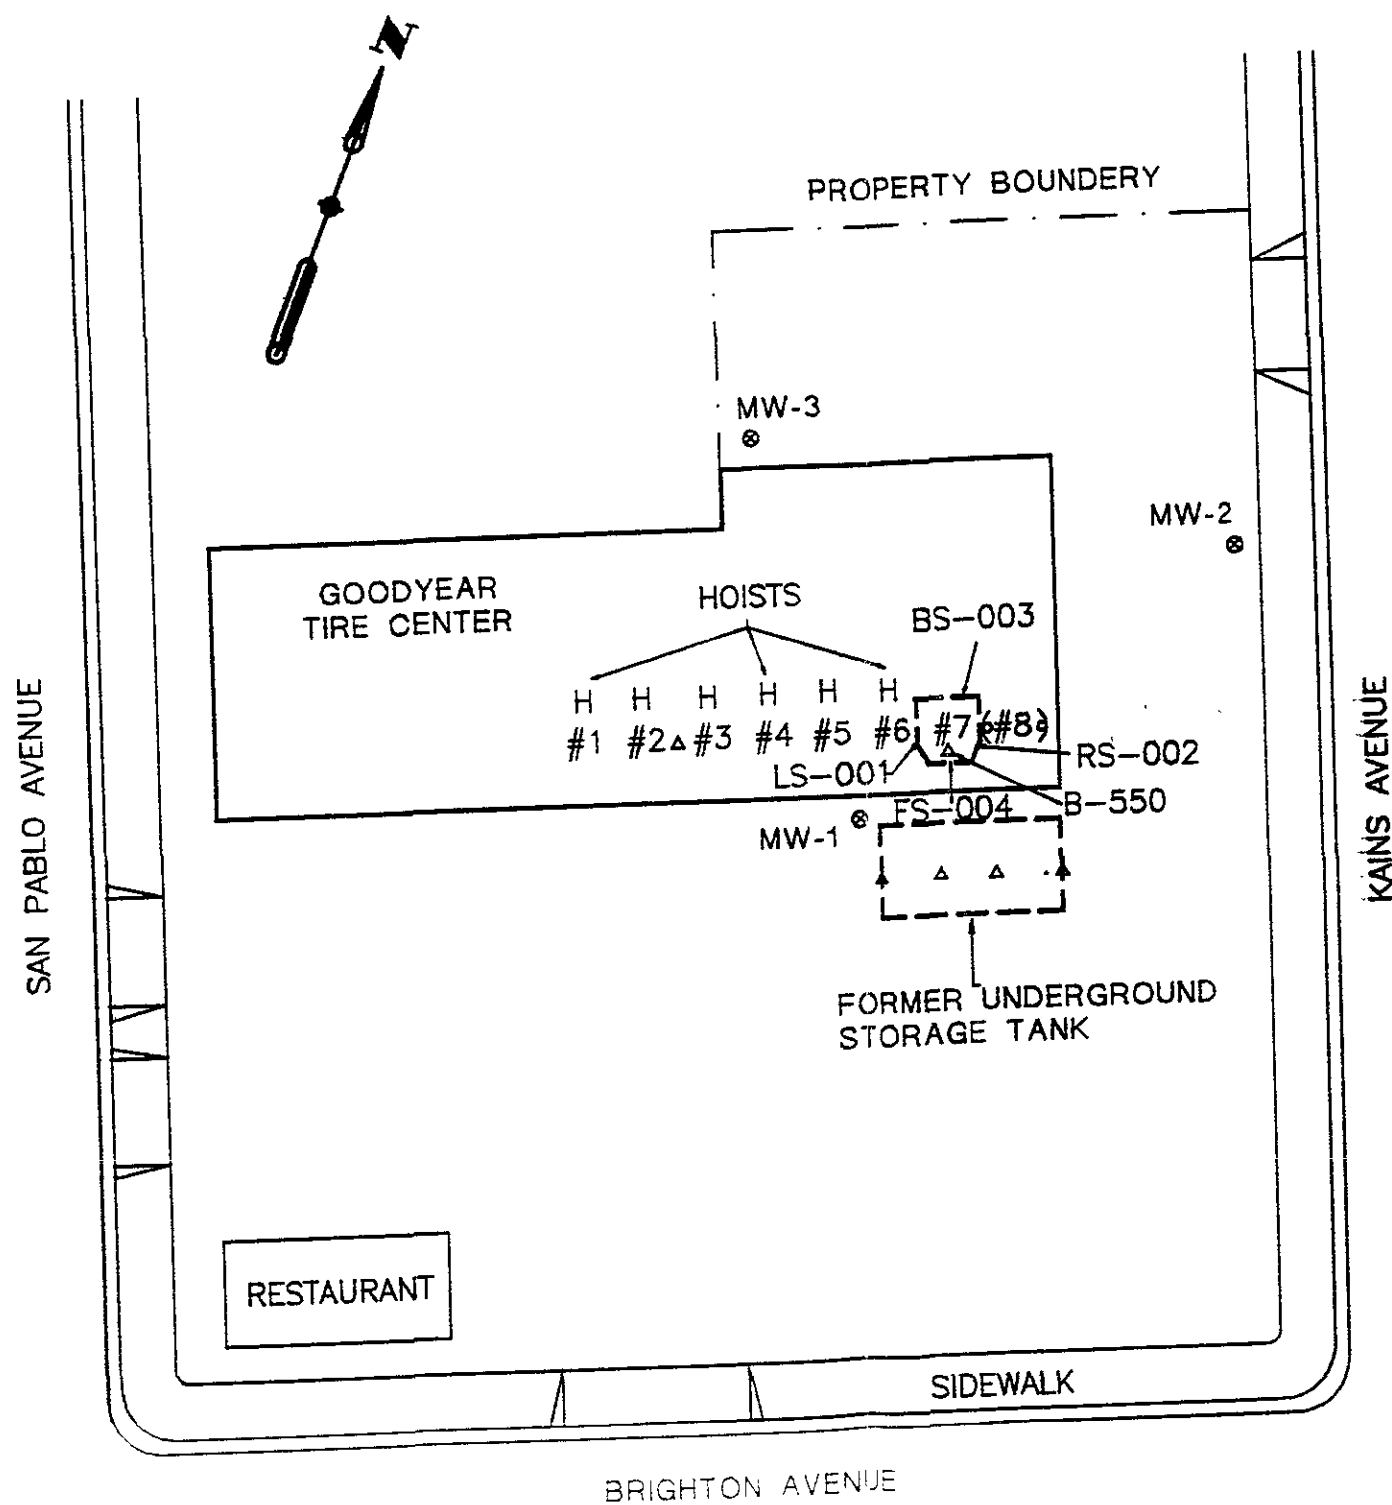 N
PROPERTY BOUNDERY
MW-3
MW-2
GOODYEAR
TIRE CENTER
HOISTS
BS-003
H H H H H H
#1 #2 #3 #4 #5 #6 #7 (#8)
LS-001
RS-002
FS-004
B-550
MW-1
FORMER UNDERGROUND
STORAGE TANK
SAN PABLO AVENUE
KAINS AVENUE
RESTAURANT
SIDEWALK
BRIGHTON AVENUE